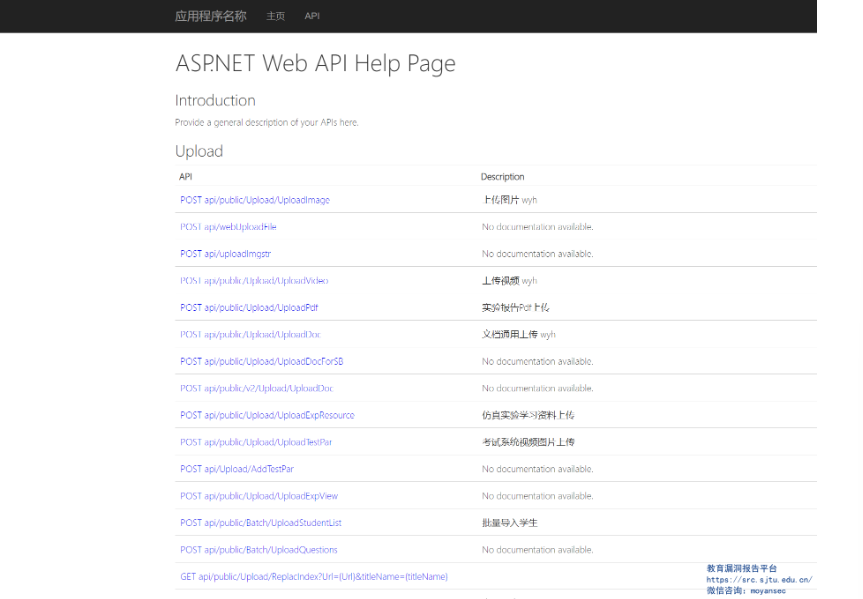 应用程序名称 主页 API
ASP.NET Web API Help Page
Introduction
Provide a general description of your APIs here.
Upload
API Description
POST api/public/Upload/UploadImage 上传图片 wyh
POST api/webUploadFile No documentation available.
POST api/uploadImgstr No documentation available.
POST api/public/Upload/UploadVideo 上传视频 wyh
POST api/public/Upload/UploadPdf 实验报告Pdf上传
POST api/public/Upload/UploadDoc 文档通用上传 wyh
POST api/public/Upload/UploadDocForSB No documentation available.
POST api/public/v2/Upload/UploadDoc No documentation available.
POST api/public/Upload/UploadExpResource 仿真实验学习资料上传
POST api/public/Upload/UploadTestPar 考试系统视频图片上传
POST api/Upload/AddTestPar No documentation available.
POST api/public/Upload/UploadExpView No documentation available.
POST api/public/Batch/UploadStudentList 批量导入学生
POST api/public/Batch/UploadQuestions No documentation available.
GET api/public/Upload/ReplacIndex?Url={Url}&titleName={titleName}
教育漏洞报告平台
https://src.sjtu.edu.cn/
微信咨询: moyansec